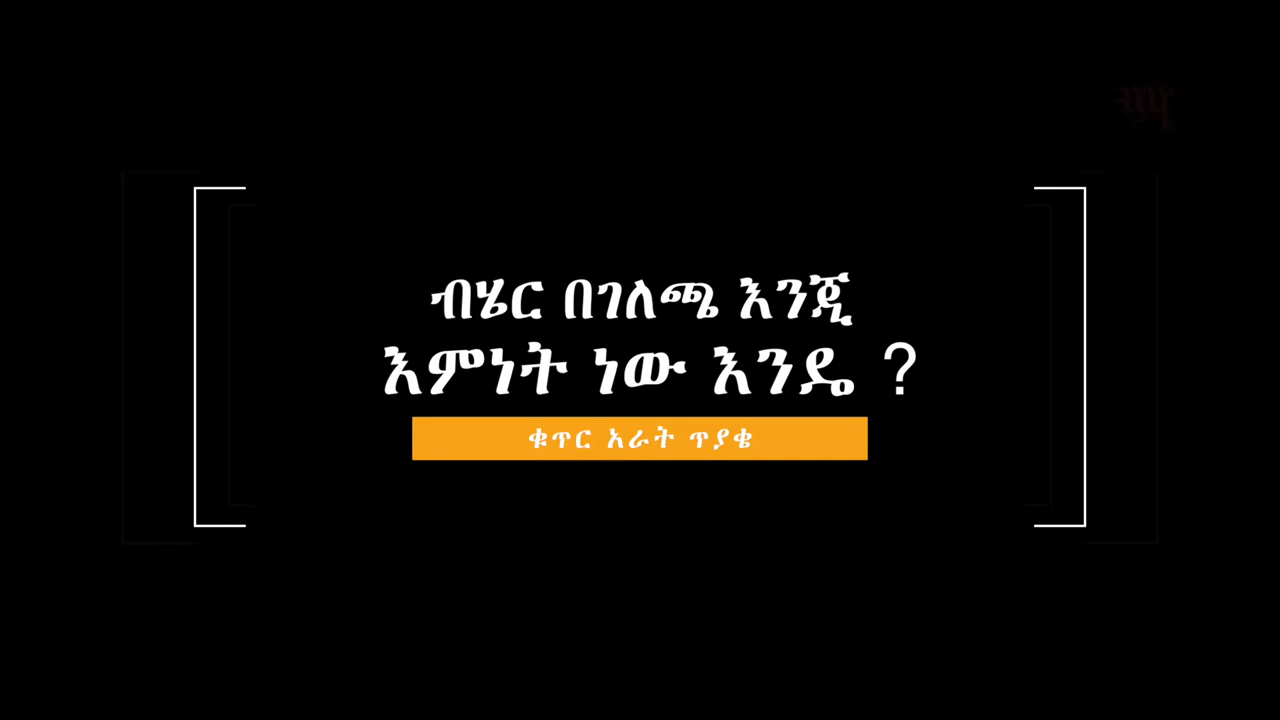 ብሄር በገለጫ እንጂ
እምነት ነው እንዴ ?
ቁጥር አራት ጥያቄ